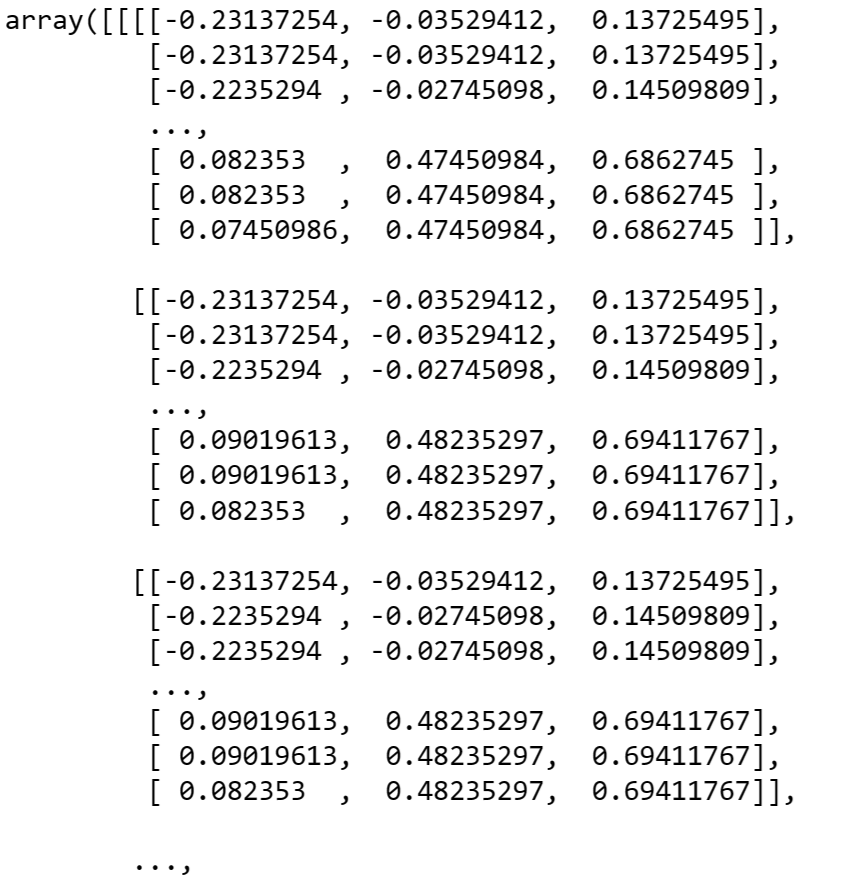 array([[[[-0.23137254, -0.03529412,  0.13725495],
         [-0.23137254, -0.03529412,  0.13725495],
         [-0.2235294 , -0.02745098,  0.14509809],
         ...,
         [ 0.082353  ,  0.47450984,  0.6862745 ],
         [ 0.082353  ,  0.47450984,  0.6862745 ],
         [ 0.07450986,  0.47450984,  0.6862745 ]],

        [[-0.23137254, -0.03529412,  0.13725495],
         [-0.23137254, -0.03529412,  0.13725495],
         [-0.2235294 , -0.02745098,  0.14509809],
         ...,
         [ 0.09019613,  0.48235297,  0.69411767],
         [ 0.09019613,  0.48235297,  0.69411767],
         [ 0.082353  ,  0.48235297,  0.69411767]],

        [[-0.23137254, -0.03529412,  0.13725495],
         [-0.2235294 , -0.02745098,  0.14509809],
         [-0.2235294 , -0.02745098,  0.14509809],
         ...,
         [ 0.09019613,  0.48235297,  0.69411767],
         [ 0.09019613,  0.48235297,  0.69411767],
         [ 0.082353  ,  0.48235297,  0.69411767]],

        ...,